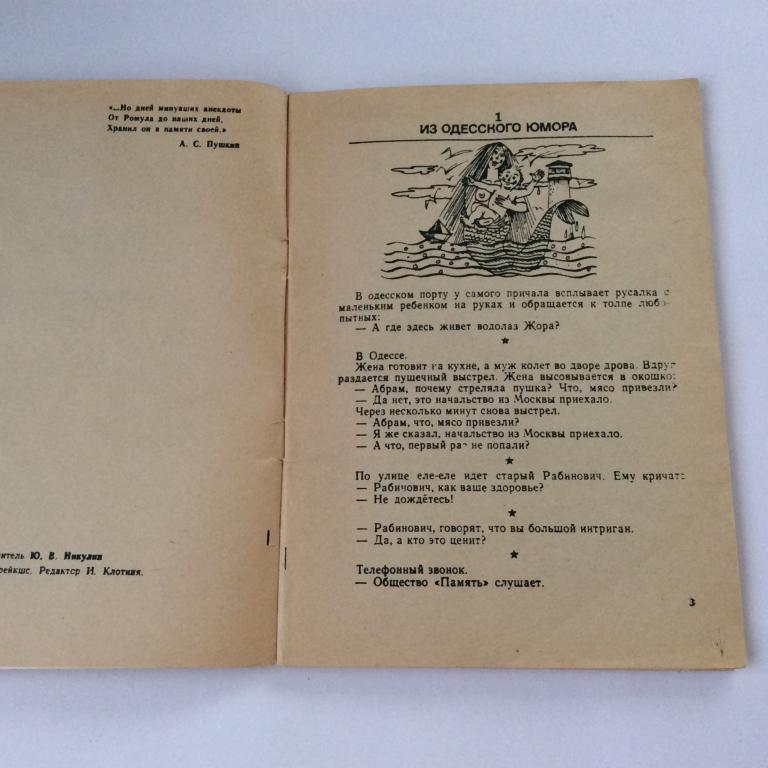 «...Но дней минувших анекдоты
От Ромула до наших дней,
Хранил он в памяти своей.»
А. С. Пушкин
итель Ю. В. Никулин
рейкшс. Редактор И. Клотиня.
1
ИЗ ОДЕССКОГО ЮМОРА
В одесском порту у самого причала всплывает русалка с
маленьким ребенком на руках и обращается к толпе любо-
пытных:
— А где здесь живет водолаз Жора?
★
В Одессе.
Жена готовит на кухне, а муж колет во дворе дрова. Вдруг
раздается пушечный выстрел. Жена высовывается в окошко:
— Абрам, почему стреляла пушка? Что, мясо привезли?
— Да нет, это начальство из Москвы приехало.
Через несколько минут снова выстрел.
— Абрам, что, мясо привезли?
— Я же сказал, начальство из Москвы приехало.
— А что, первый раз не попали?
★
По улице еле-еле идет старый Рабинович. Ему кричат:
— Рабинович, как ваше здоровье?
— Не дождётесь!
★
— Рабинович, говорят, что вы большой интриган.
— Да, а кто это ценит?
★
Телефонный звонок.
— Общество «Память» слушает.
3